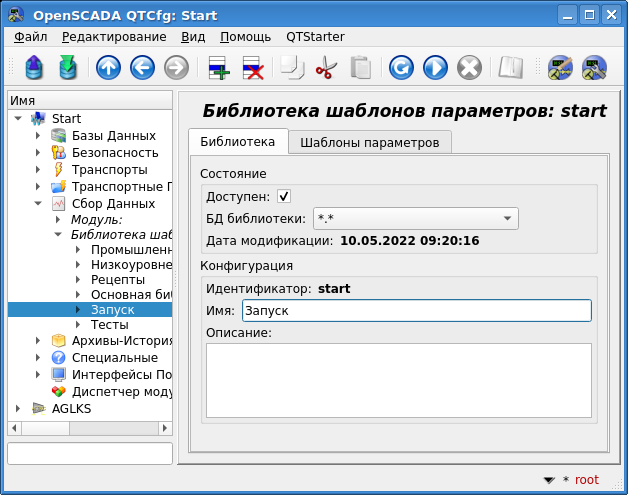 OpenSCADA QTCfg: Start
Файл Редактирование Вид Помощь QTStarter
Имя
Start
Базы Данных
Безопасность
Транспорты
Транспортные П
Сбор Данных
Модуль:
Библиотека шаб
Промышленн
Низкоуровне
Рецепты
Основная биб
Запуск
Тесты
Архивы-История
Специальные
Интерфейсы По
Диспетчер моду
AGLKS
Библиотека шаблонов параметров: start
Библиотека Шаблоны параметров
Состояние
Доступен:
БД библиотеки: *.*
Дата модификации: 10.05.2022 09:20:16
Конфигурация
Идентификатор: start
Имя: Запуск
Описание:
* root